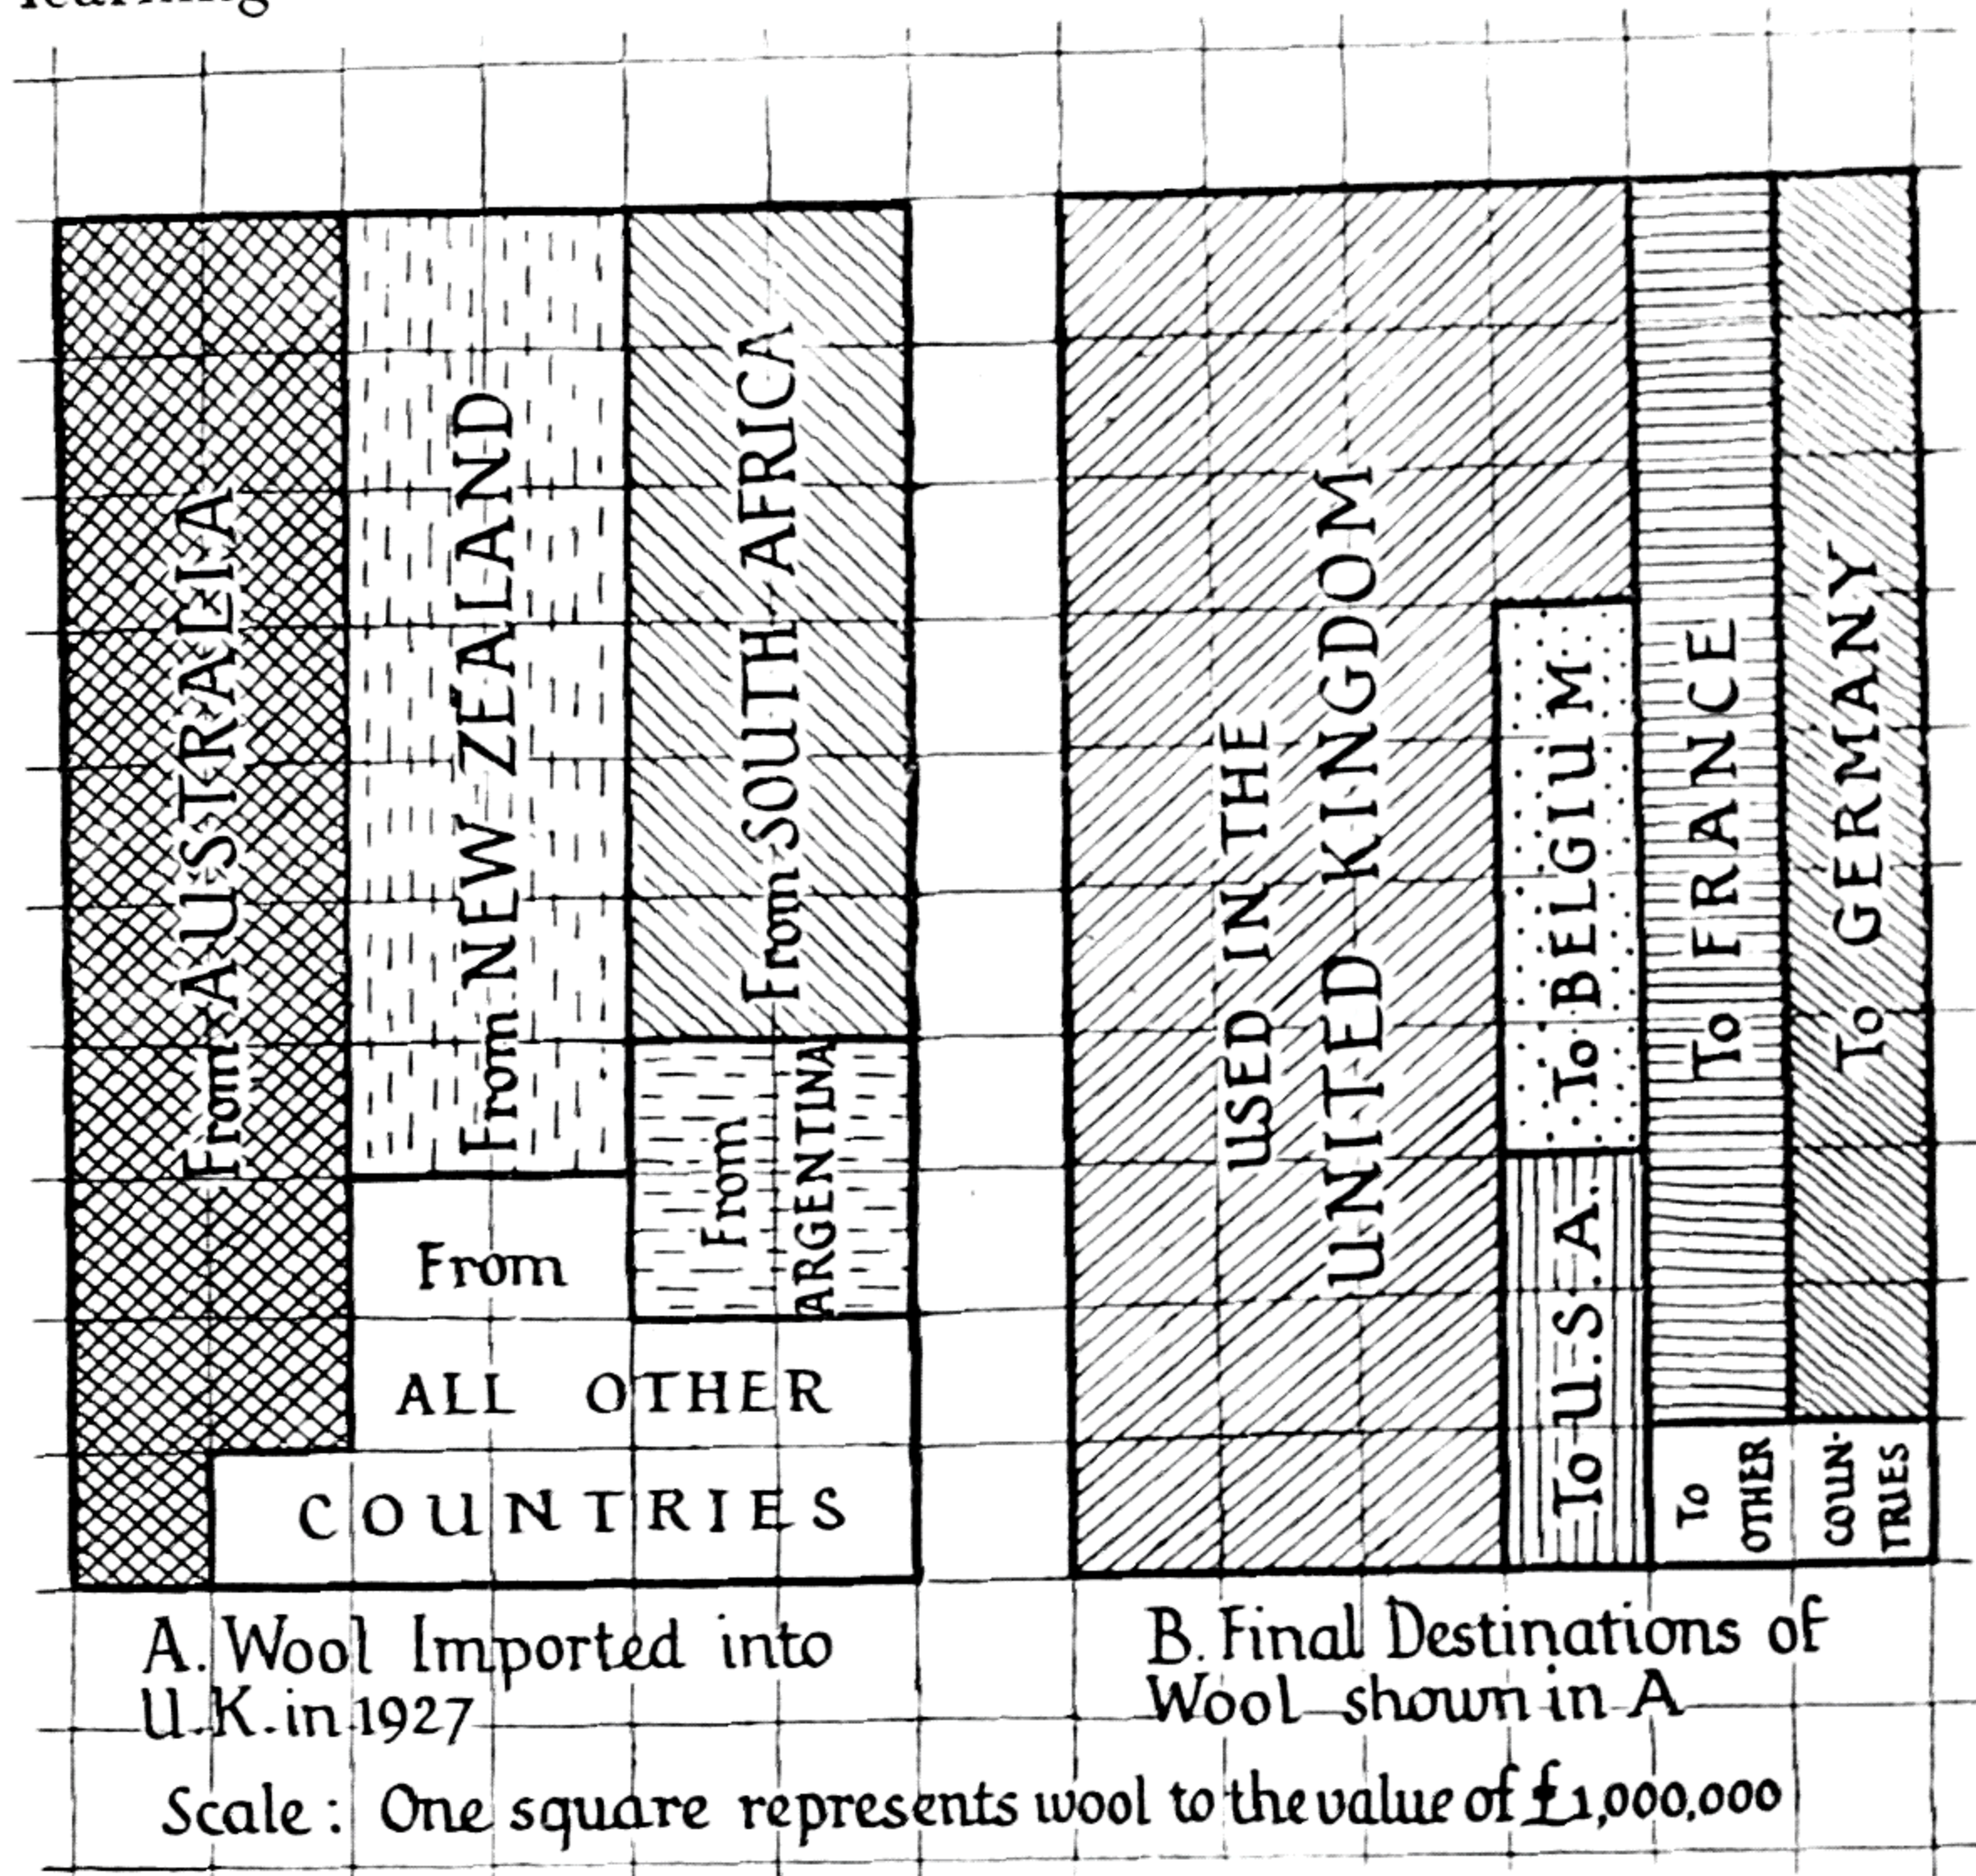 learning
From AUSTRALIA
From NEW ZEALAND
From SOUTH AFRICA
From
ARGENTINA
From
ALL OTHER
COUNTRIES
USED IN THE
UNITED KINGDOM
To BELGIUM
To U.S.A.
To FRANCE
To GERMANY
To
OTHER
COUN-
TRIES
A. Wool Imported into
U.K. in 1927
B. Final Destinations of
Wool shown in A
Scale: One square represents wool to the value of £1,000,000